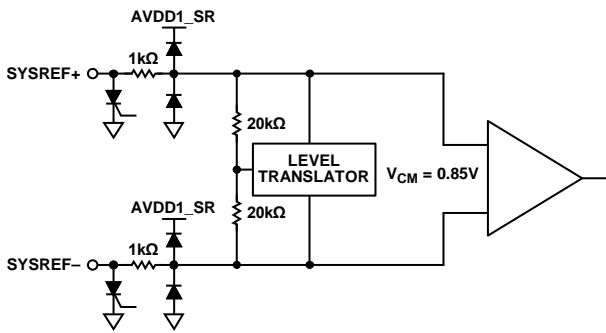 AVDD1_SR
1kΩ
SYSREF+
20kΩ
LEVEL
TRANSLATOR
VCM = 0.85V
20kΩ
AVDD1_SR
1kΩ
SYSREF–